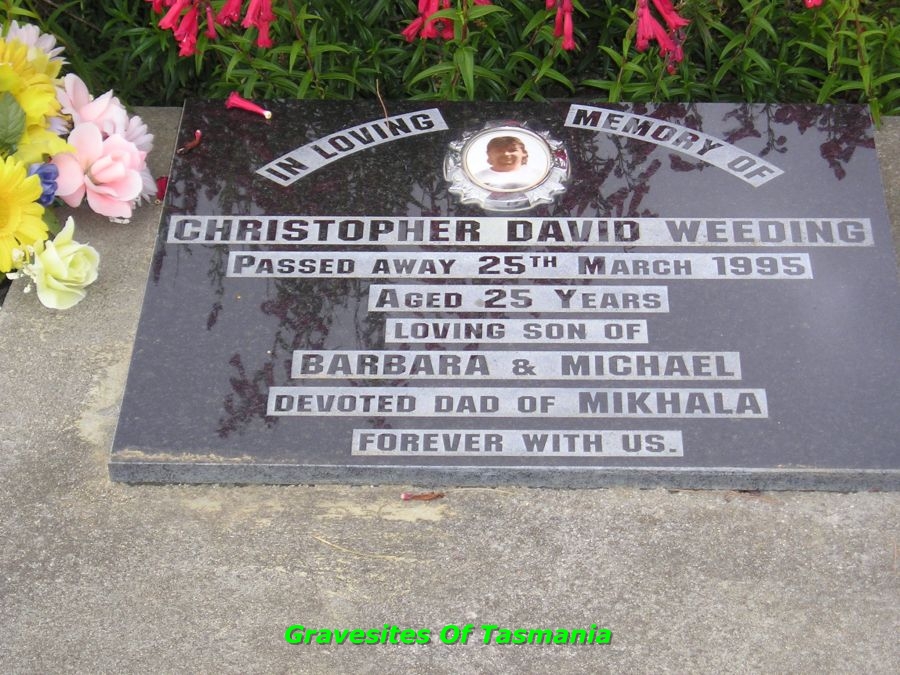 IN LOVING MEMORY OF
CHRISTOPHER DAVID WEEDING
PASSED AWAY 25TH MARCH 1995
AGED 25 YEARS
LOVING SON OF
BARBARA & MICHAEL
DEVOTED DAD OF MIKHALA
FOREVER WITH US.
Gravesites Of Tasmania